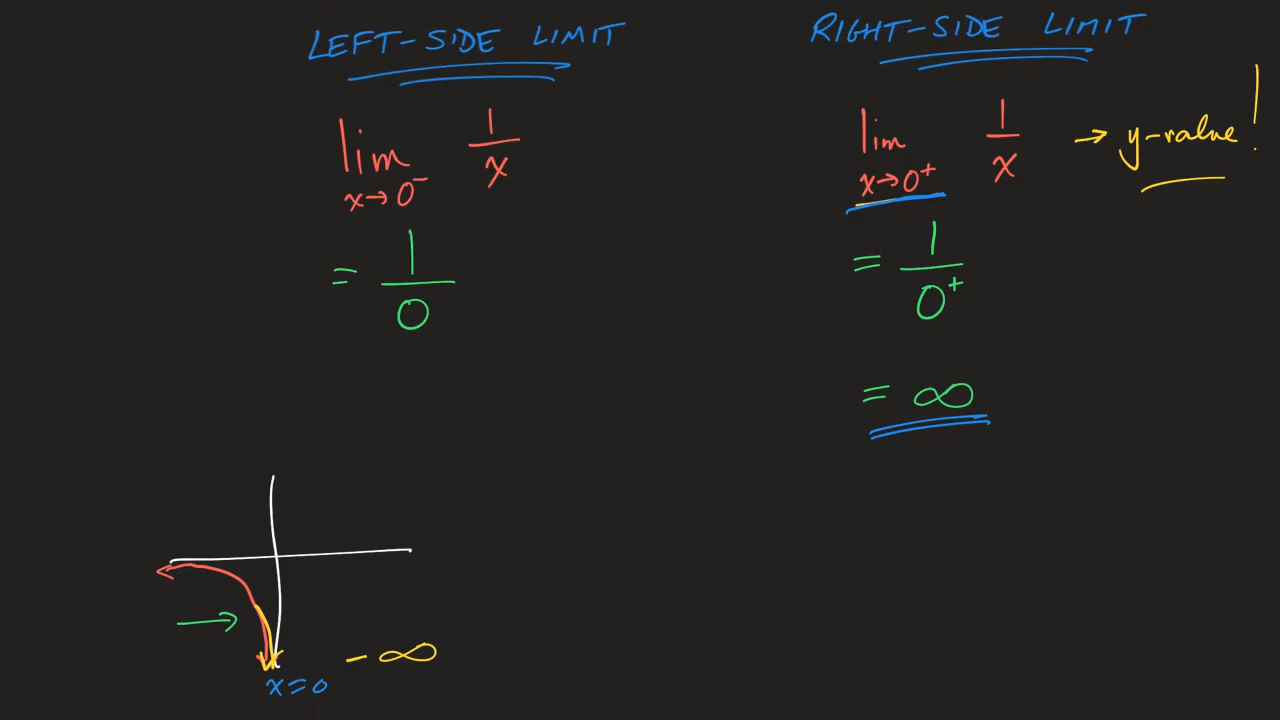 LEFT-SIDE LIMIT
lim x→0⁻ 1/x
= 1/0
x=0
-∞
RIGHT-SIDE LIMIT
lim x→0⁺ 1/x → y-value!
= 1/0⁺
= ∞